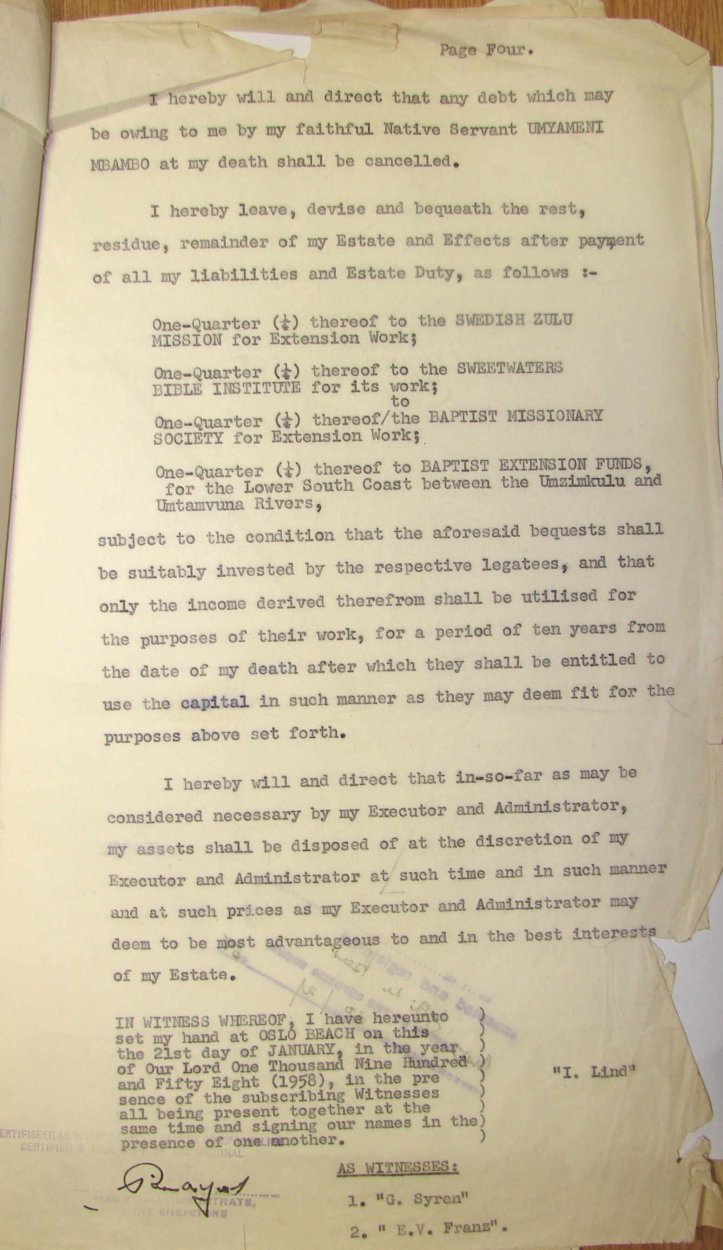 Page Four.
I hereby will and direct that any debt which may
be owing to me by my faithful Native Servant UMYAMENI
MBAMBO at my death shall be cancelled.
I hereby leave, devise and bequeath the rest,
residue, remainder of my Estate and Effects after payment
of all my liabilities and Estate Duty, as follows :-
One-Quarter (¼) thereof to the SWEDISH ZULU
MISSION for Extension Work;
One-Quarter (¼) thereof to the SWEETWATERS
BIBLE INSTITUTE for its work;
to
One-Quarter (¼) thereof/the BAPTIST MISSIONARY
SOCIETY for Extension Work;
One-Quarter (¼) thereof to BAPTIST EXTENSION FUNDS,
for the Lower South Coast between the Umzimkulu and
Umtamvuna Rivers,
subject to the condition that the aforesaid bequests shall
be suitably invested by the respective legatees, and that
only the income derived therefrom shall be utilised for
the purposes of their work, for a period of ten years from
the date of my death after which they shall be entitled to
use the capital in such manner as they may deem fit for the
purposes above set forth.
I hereby will and direct that in-so-far as may be
considered necessary by my Executor and Administrator,
my assets shall be disposed of at the discretion of my
Executor and Administrator at such time and in such manner
and at such prices as my Executor and Administrator may
deem to be most advantageous to and in the best interests
of my Estate.
IN WITNESS WHEREOF, I have hereunto )
set my hand at OSLO BEACH on this )
the 21st day of JANUARY, in the year )
of Our Lord One Thousand Nine Hundred )
and Fifty Eight (1958), in the pre )
sence of the subscribing Witnesses )
all being present together at the )
same time and signing our names in the)
presence of one another. )
"I. Lind"
AS WITNESSES:
1. "G. Syren"
2. " E.V. Franz".